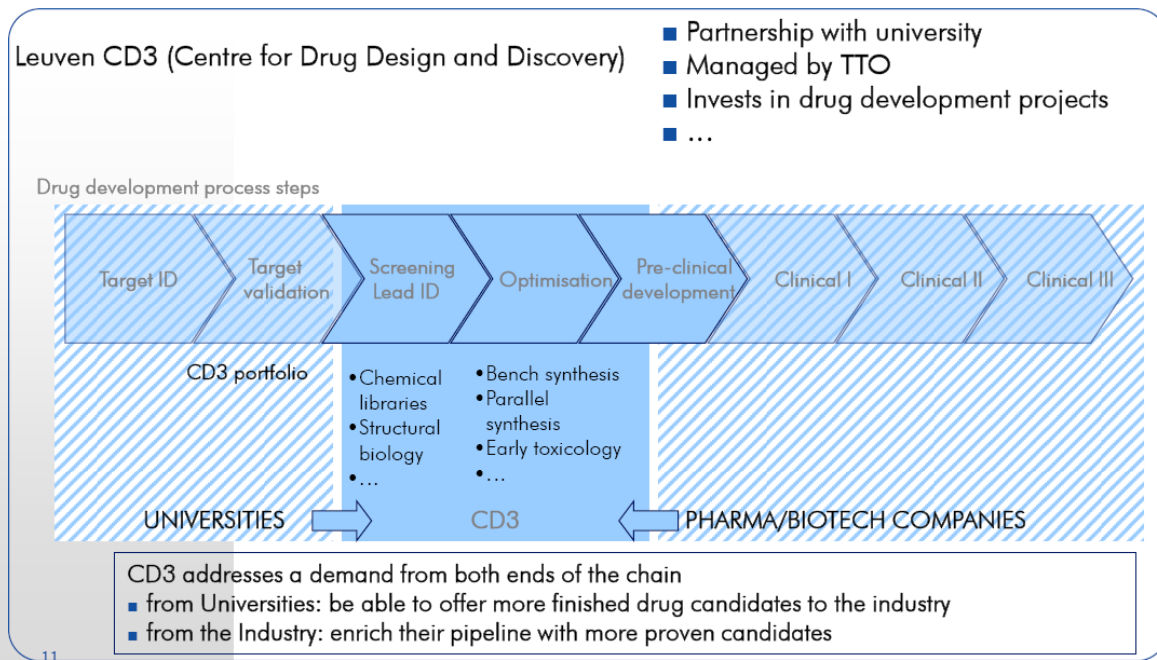 Leuven CD3 (Centre for Drug Design and Discovery)
■ Partnership with university
■ Managed by TTO
■ Invests in drug development projects
■ ...
Drug development process steps
Target ID
Target
validation
Screening
Lead ID
Optimisation
Pre-clinical
development
Clinical I
Clinical II
Clinical III
CD3 portfolio
•Chemical
libraries
•Structural
biology
•...
•Bench synthesis
•Parallel
synthesis
•Early toxicology
•...
UNIVERSITIES
CD3
PHARMA/BIOTECH COMPANIES
CD3 addresses a demand from both ends of the chain
■ from Universities: be able to offer more finished drug candidates to the industry
■ from the Industry: enrich their pipeline with more proven candidates
11